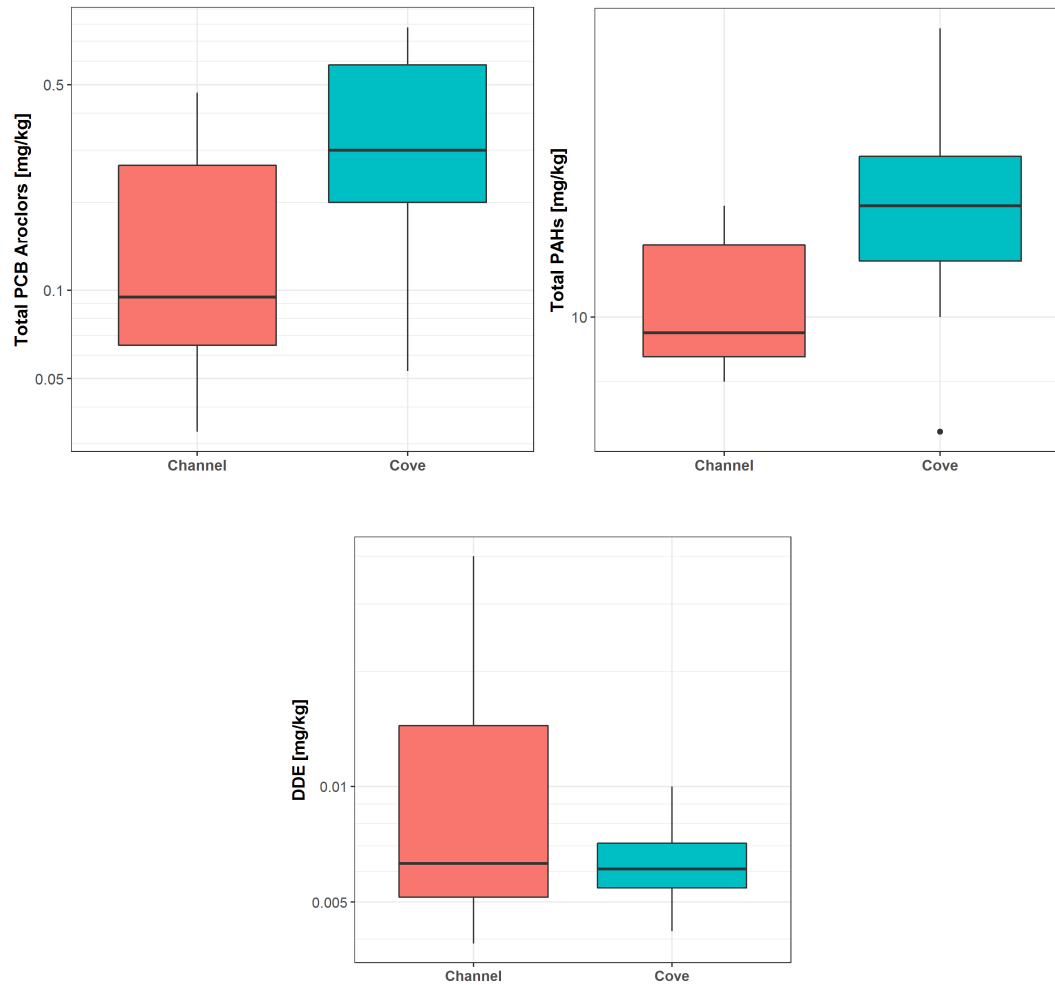 Total PCB Aroclors [mg/kg]
0.5
0.1
0.05
Channel Cove
Total PAHs [mg/kg]
10
Channel Cove
DDE [mg/kg]
0.01
0.005
Channel Cove